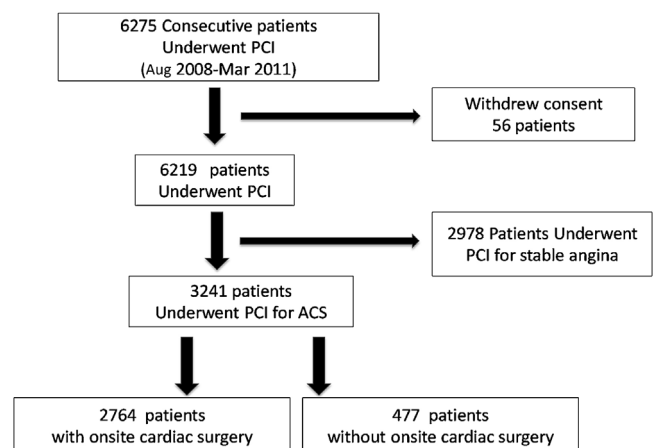 6275 Consecutive patients
Underwent PCI
(Aug 2008-Mar 2011)
Withdrew consent
56 patients
6219 patients
Underwent PCI
2978 Patients Underwent
PCI for stable angina
3241 patients
Underwent PCI for ACS
2764 patients
with onsite cardiac surgery
477 patients
without onsite cardiac surgery